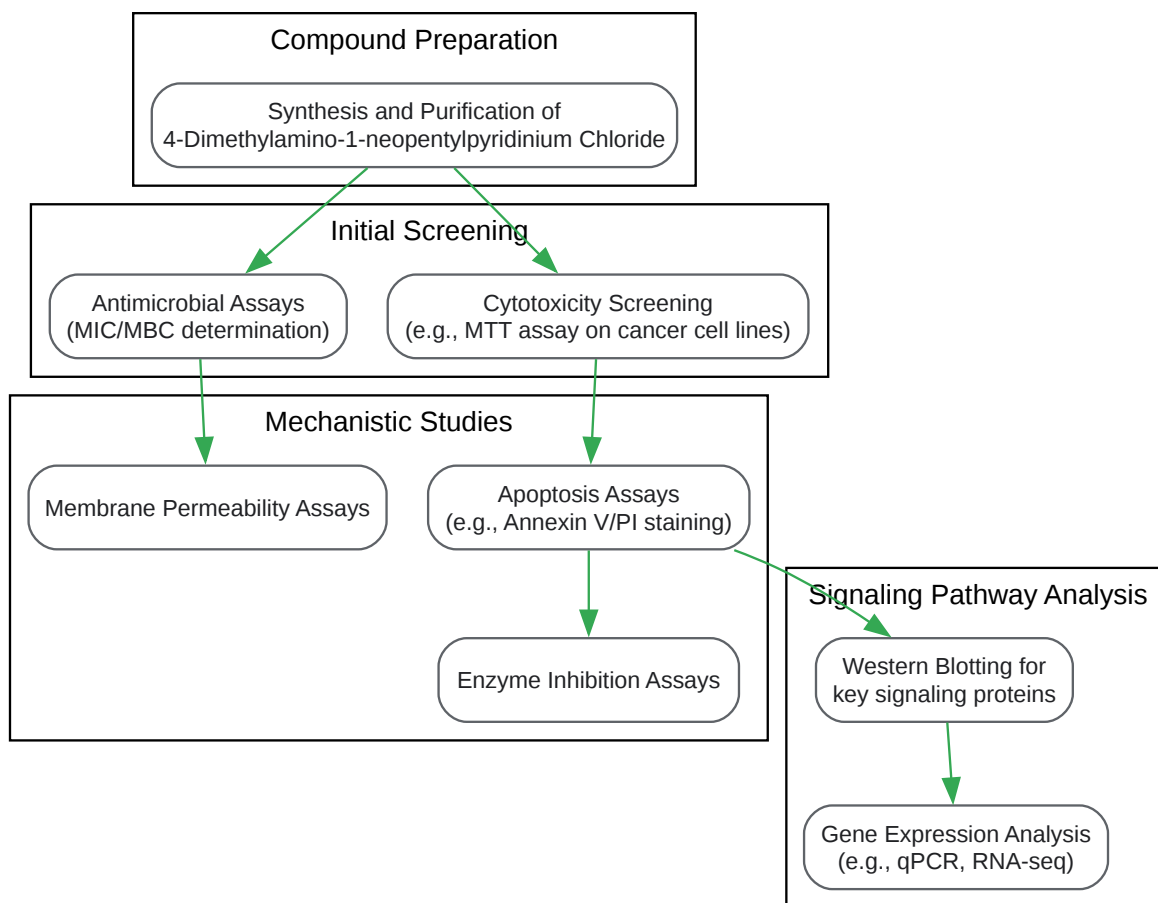 Compound Preparation
Synthesis and Purification of
4-Dimethylamino-1-neopentylpyridinium Chloride
Initial Screening
Antimicrobial Assays
(MIC/MBC determination)
Cytotoxicity Screening
(e.g., MTT assay on cancer cell lines)
Mechanistic Studies
Membrane Permeability Assays
Apoptosis Assays
(e.g., Annexin V/PI staining)
Enzyme Inhibition Assays
Signaling Pathway Analysis
Western Blotting for
key signaling proteins
Gene Expression Analysis
(e.g., qPCR, RNA-seq)